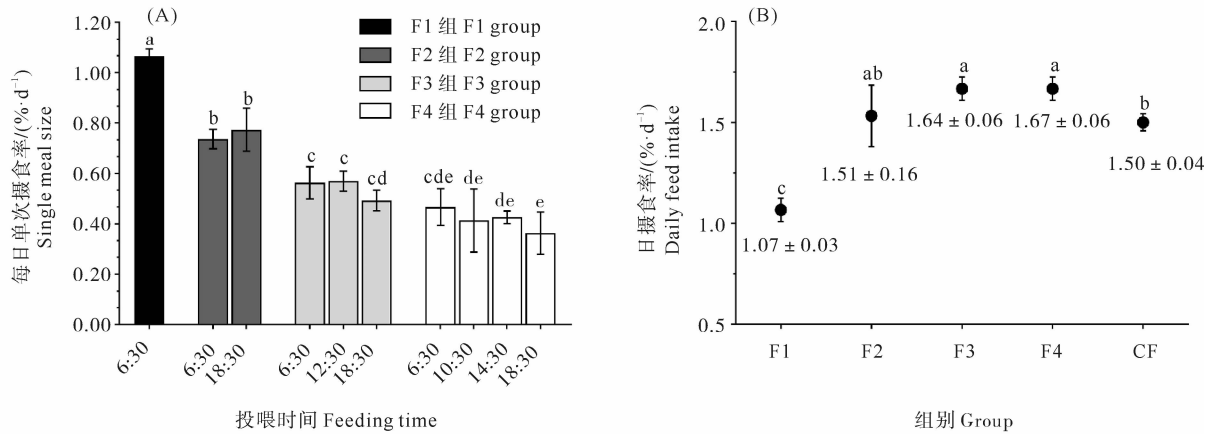 (A)
每日单次摄食率/(%·d⁻¹)
Single meal size
1.20
1.00
0.80
0.60
0.40
0.20
0.00
F1 组 F1 group
F2 组 F2 group
F3 组 F3 group
F4 组 F4 group
a
b
b
c
c
cd
cde
de
de
e
6:30
6:30
18:30
6:30
12:30
18:30
6:30
10:30
14:30
18:30
投喂时间 Feeding time
(B)
日摄食率/(%·d⁻¹)
Daily feed intake
2.0
1.5
1.0
0.5
c
1.07 ± 0.03
ab
1.51 ± 0.16
a
1.64 ± 0.06
a
1.67 ± 0.06
b
1.50 ± 0.04
F1
F2
F3
F4
CF
组别 Group